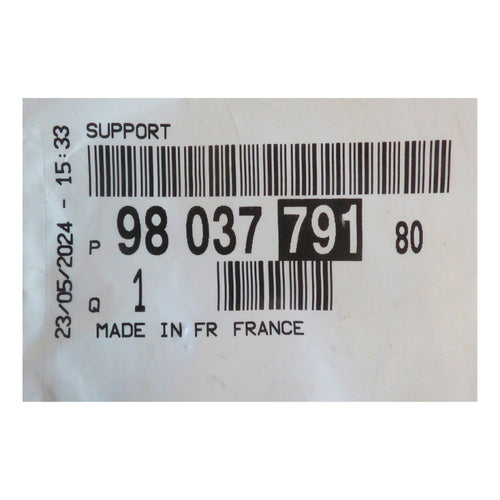 23/05/2024 - 15:33
SUPPORT
P 98 037 791 80
Q 1
MADE IN FR FRANCE